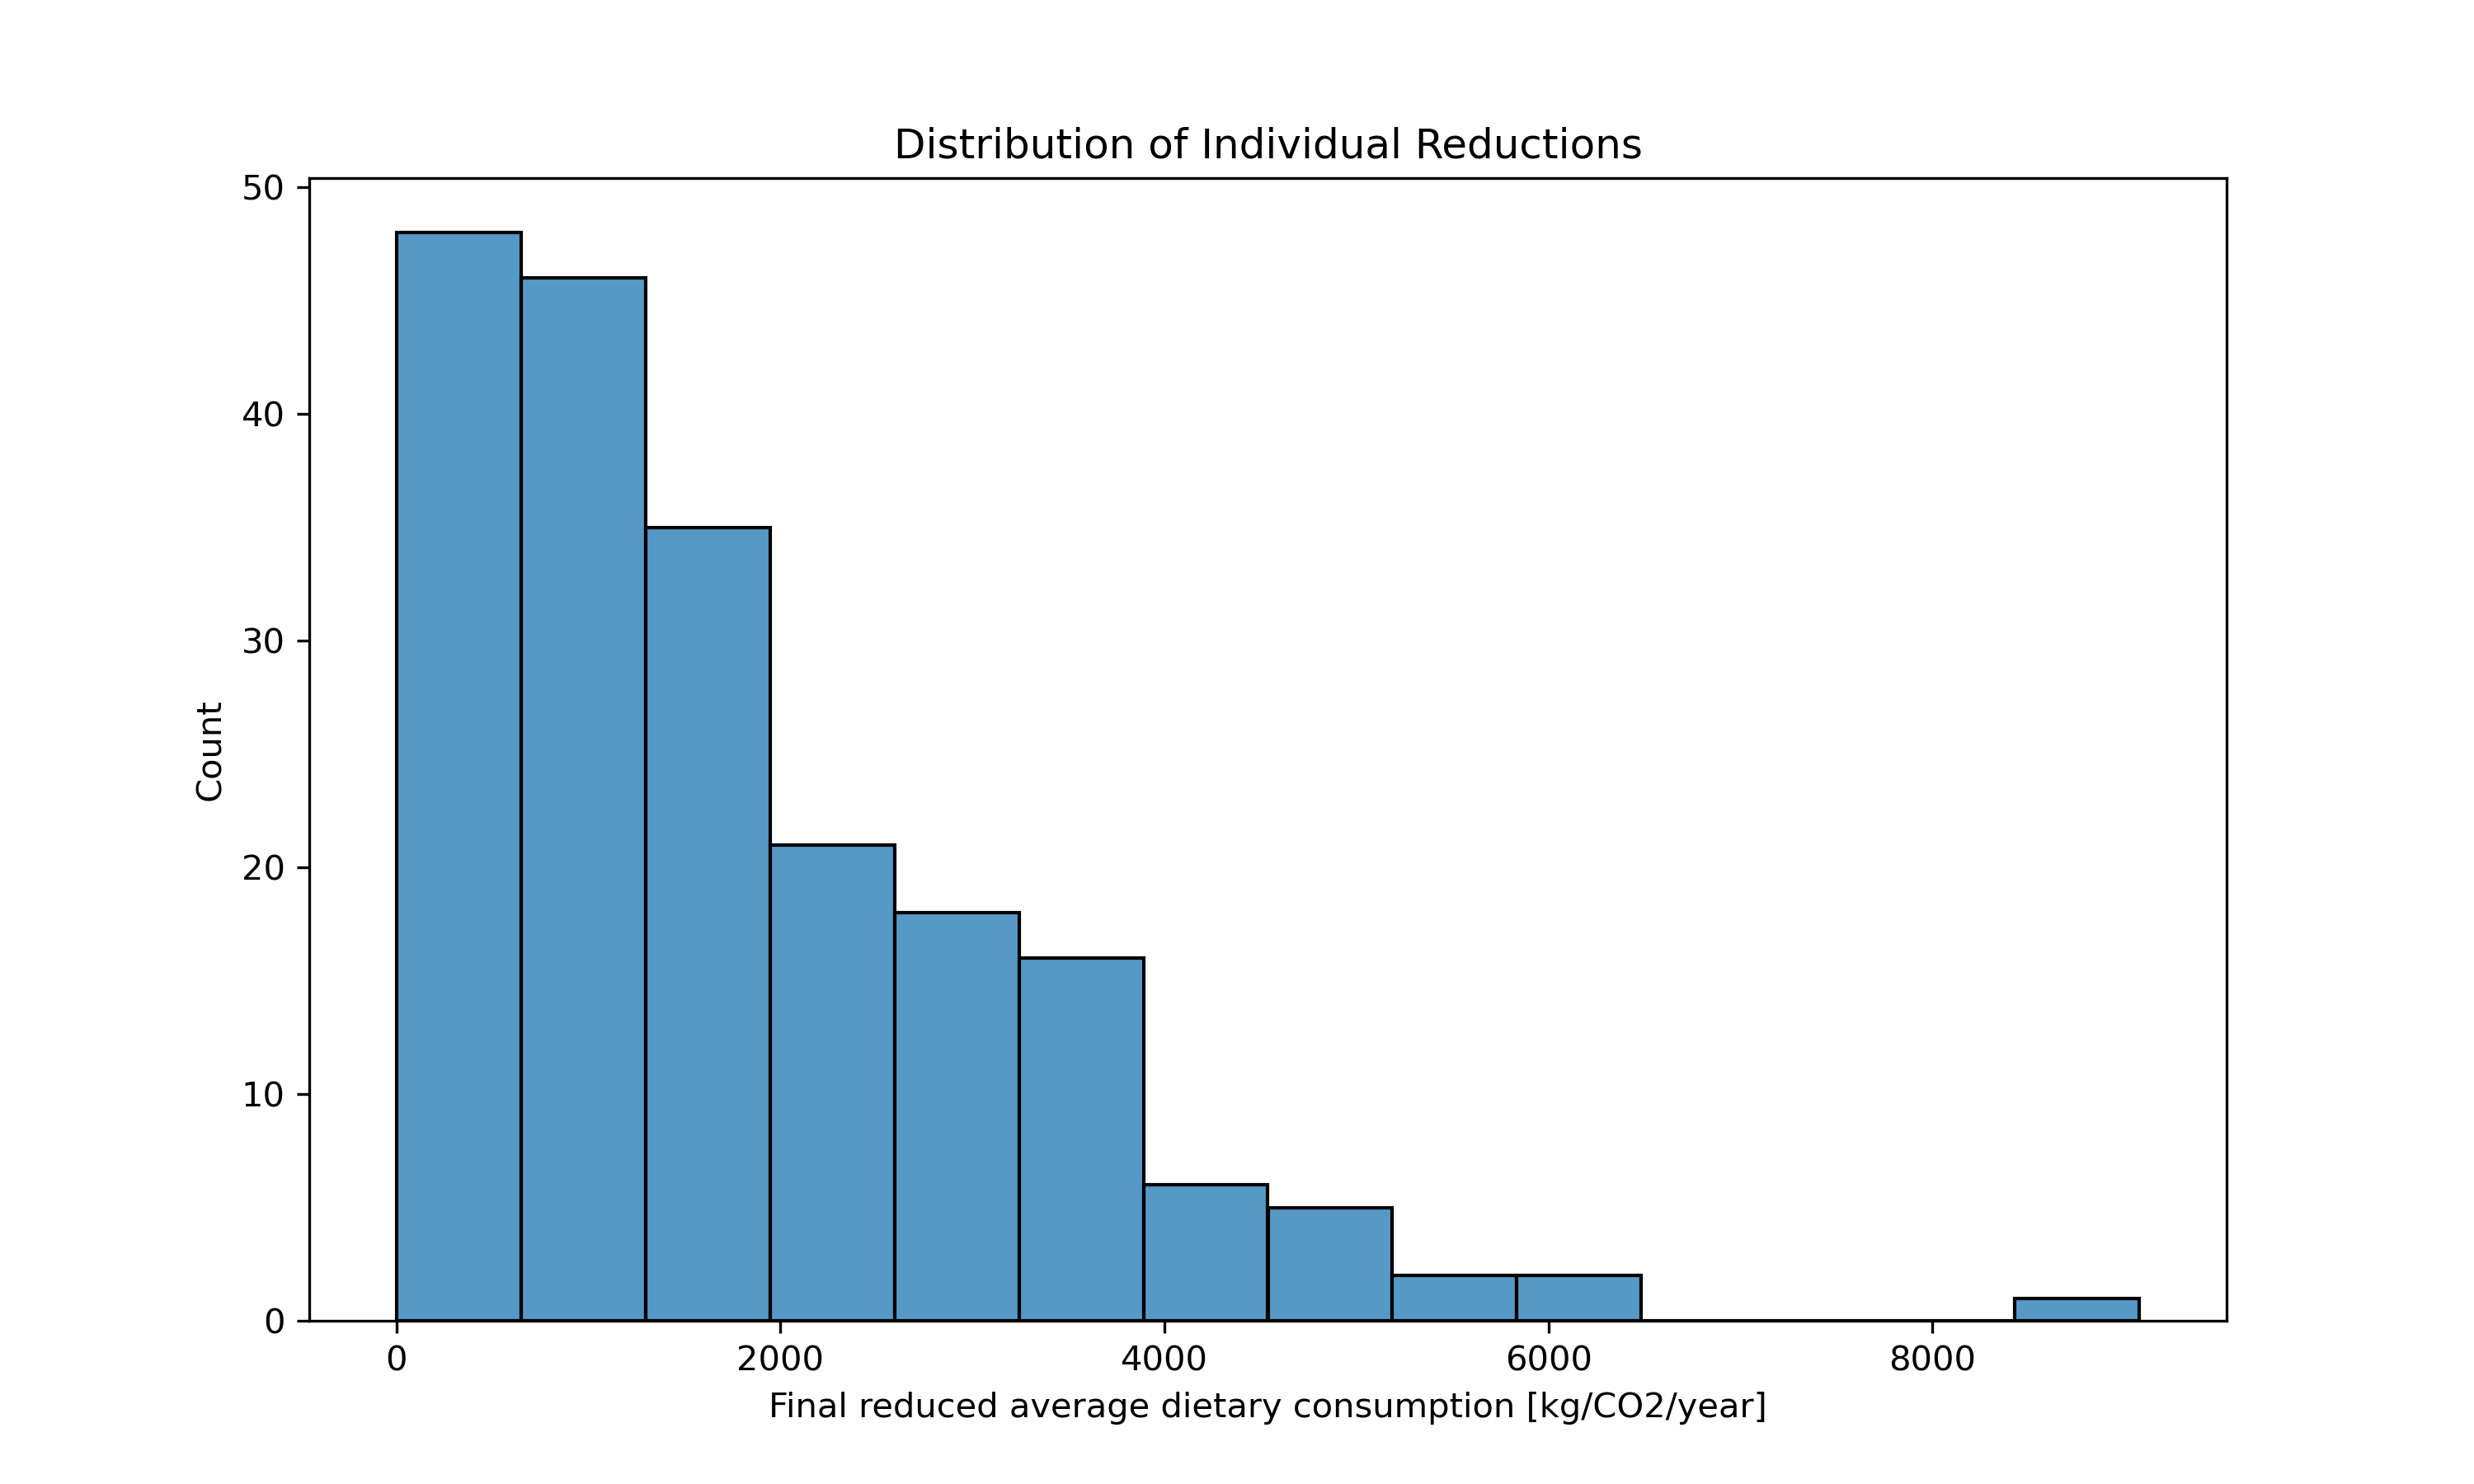 Distribution of Individual Reductions
50
40
30
20
10
0
Count
0 2000 4000 6000 8000
Final reduced average dietary consumption [kg/CO2/year]